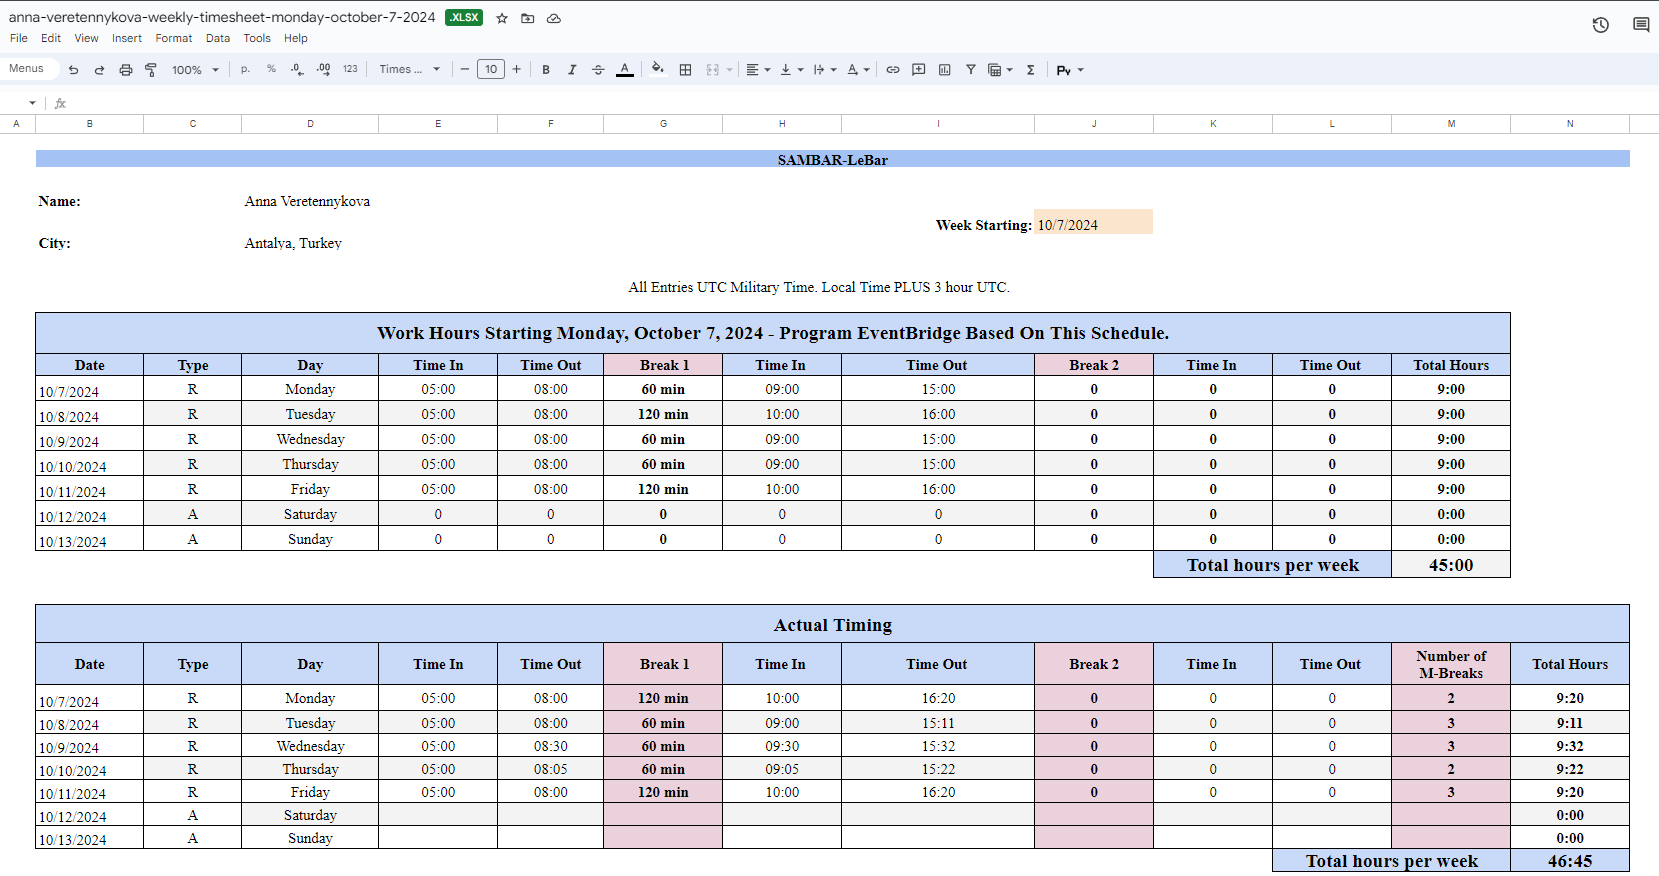 anna-veretennykova-weekly-timesheet-monday-october-7-2024 .XLSX
File Edit View Insert Format Data Tools Help
Menus 100% p. % .0 .00 123 Times ... 10 B I A A Σ Py
fx
A B C D E F G H I J K L M N
SAMBAR-LeBar
Name: Anna Veretennykova
Week Starting: 10/7/2024
City: Antalya, Turkey
All Entries UTC Military Time. Local Time PLUS 3 hour UTC.
Work Hours Starting Monday, October 7, 2024 - Program EventBridge Based On This Schedule.
Date Type Day Time In Time Out Break 1 Time In Time Out Break 2 Time In Time Out Total Hours
10/7/2024 R Monday 05:00 08:00 60 min 09:00 15:00 0 0 0 9:00
10/8/2024 R Tuesday 05:00 08:00 120 min 10:00 16:00 0 0 0 9:00
10/9/2024 R Wednesday 05:00 08:00 60 min 09:00 15:00 0 0 0 9:00
10/10/2024 R Thursday 05:00 08:00 60 min 09:00 15:00 0 0 0 9:00
10/11/2024 R Friday 05:00 08:00 120 min 10:00 16:00 0 0 0 9:00
10/12/2024 A Saturday 0 0 0 0 0 0 0 0 0:00
10/13/2024 A Sunday 0 0 0 0 0 0 0 0 0:00
Total hours per week 45:00
Actual Timing
Date Type Day Time In Time Out Break 1 Time In Time Out Break 2 Time In Time Out Number of M-Breaks Total Hours
10/7/2024 R Monday 05:00 08:00 120 min 10:00 16:20 0 0 0 2 9:20
10/8/2024 R Tuesday 05:00 08:00 60 min 09:00 15:11 0 0 0 3 9:11
10/9/2024 R Wednesday 05:00 08:30 60 min 09:30 15:32 0 0 0 3 9:32
10/10/2024 R Thursday 05:00 08:05 60 min 09:05 15:22 0 0 0 2 9:22
10/11/2024 R Friday 05:00 08:00 120 min 10:00 16:20 0 0 0 3 9:20
10/12/2024 A Saturday 0:00
10/13/2024 A Sunday 0:00
Total hours per week 46:45